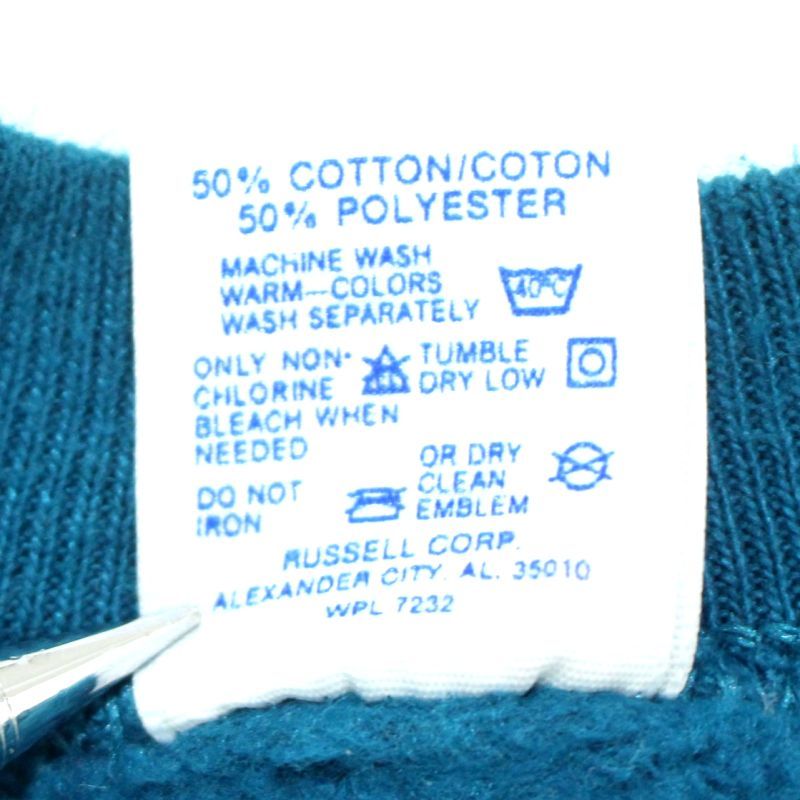 50% COTTON/COTON
50% POLYESTER
MACHINE WASH
WARM—COLORS
WASH SEPARATELY
40°C
ONLY NON-
CHLORINE
BLEACH WHEN
NEEDED
TUMBLE
DRY LOW
DO NOT
IRON
OR DRY
CLEAN
EMBLEM
RUSSELL CORP.
ALEXANDER CITY, AL. 35010
WPL 7232